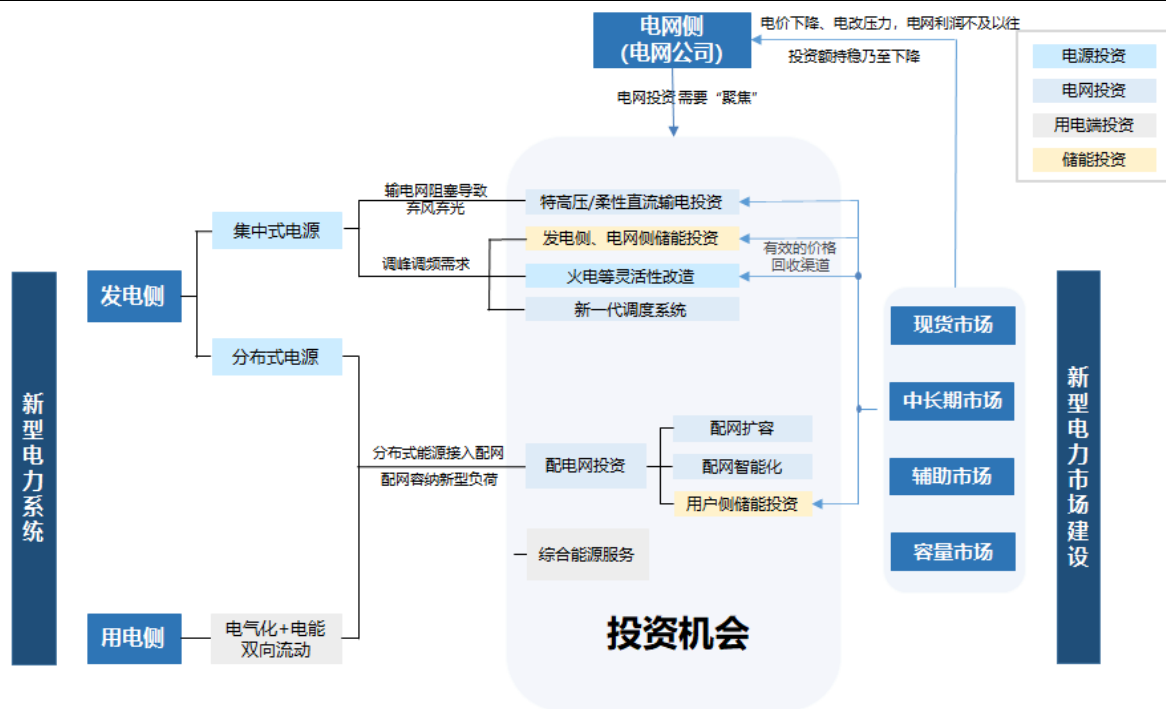 电网侧
(电网公司)
电价下降、电改压力，电网利润不及以往
投资额持稳乃至下降
电源投资
电网投资
用电端投资
储能投资
电网投资需要“聚焦”
输电网阻塞导致
弃风弃光
特高压/柔性直流输电投资
集中式电源
发电侧、电网侧储能投资
有效的价格
回收渠道
调峰调频需求
火电等灵活性改造
发电侧
新一代调度系统
现货市场
分布式电源
新型电力系统
新型电力市场建设
中长期市场
配网扩容
分布式能源接入配网
配电网投资
配网智能化
配网容纳新型负荷
辅助市场
用户侧储能投资
综合能源服务
容量市场
用电侧
电气化+电能
双向流动
投资机会